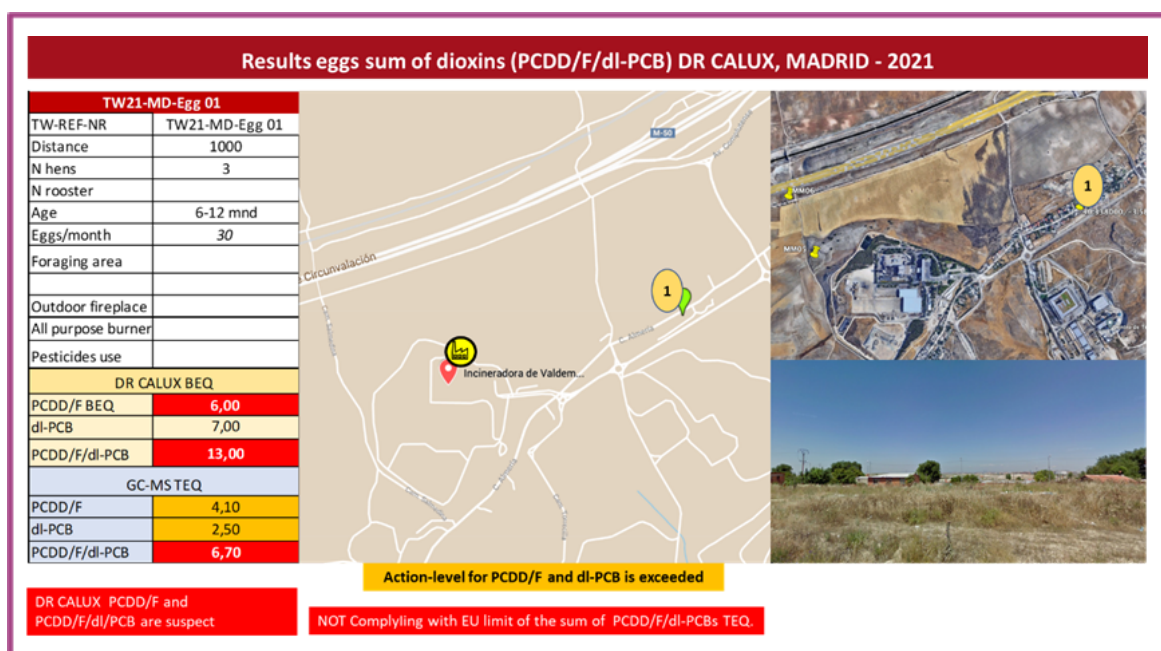 Results eggs sum of dioxins (PCDD/F/dl-PCB) DR CALUX, MADRID - 2021
TW21-MD-Egg 01
TW-REF-NR TW21-MD-Egg 01
Distance 1000
N hens 3
N rooster
Age 6-12 mnd
Eggs/month 30
Foraging area
Outdoor fireplace
All purpose burner
Pesticides use
DR CALUX BEQ
PCDD/F BEQ 6,00
dl-PCB 7,00
PCDD/F/dl-PCB 13,00
GC-MS TEQ
PCDD/F 4,10
dl-PCB 2,50
PCDD/F/dl-PCB 6,70
M-50
Circunvalación
1
C. Almería
Incineradora de Valdem...
C. Almería
MM06
1
MM05
Action-level for PCDD/F and dl-PCB is exceeded
DR CALUX PCDD/F and
PCDD/F/dl/PCB are suspect
NOT Complyling with EU limit of the sum of PCDD/F/dl-PCBs TEQ.